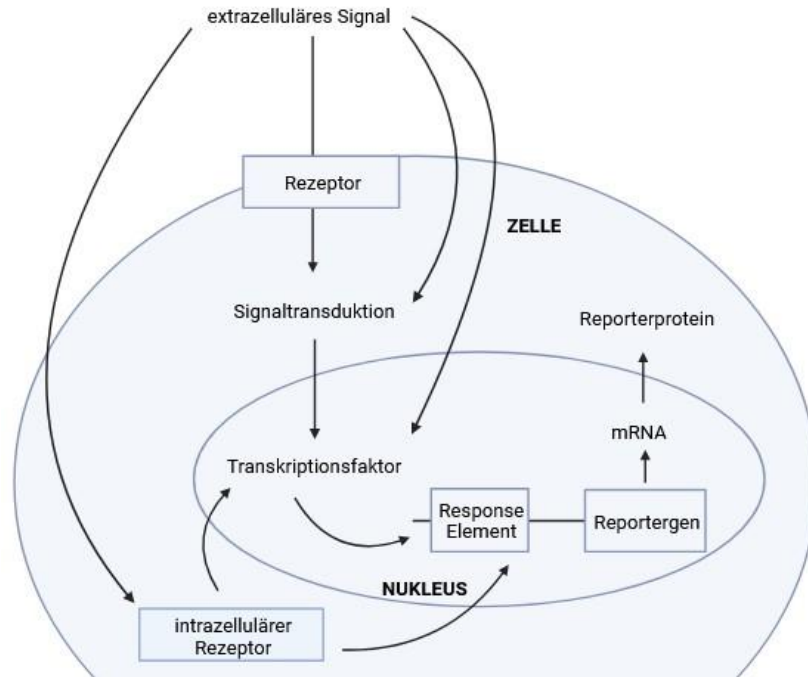 extrazelluläres Signal
Rezeptor
ZELLE
Signaltransduktion
Reporterprotein
mRNA
Transkriptionsfaktor
Response
Element
Reportergen
NUKLEUS
intrazellulärer
Rezeptor